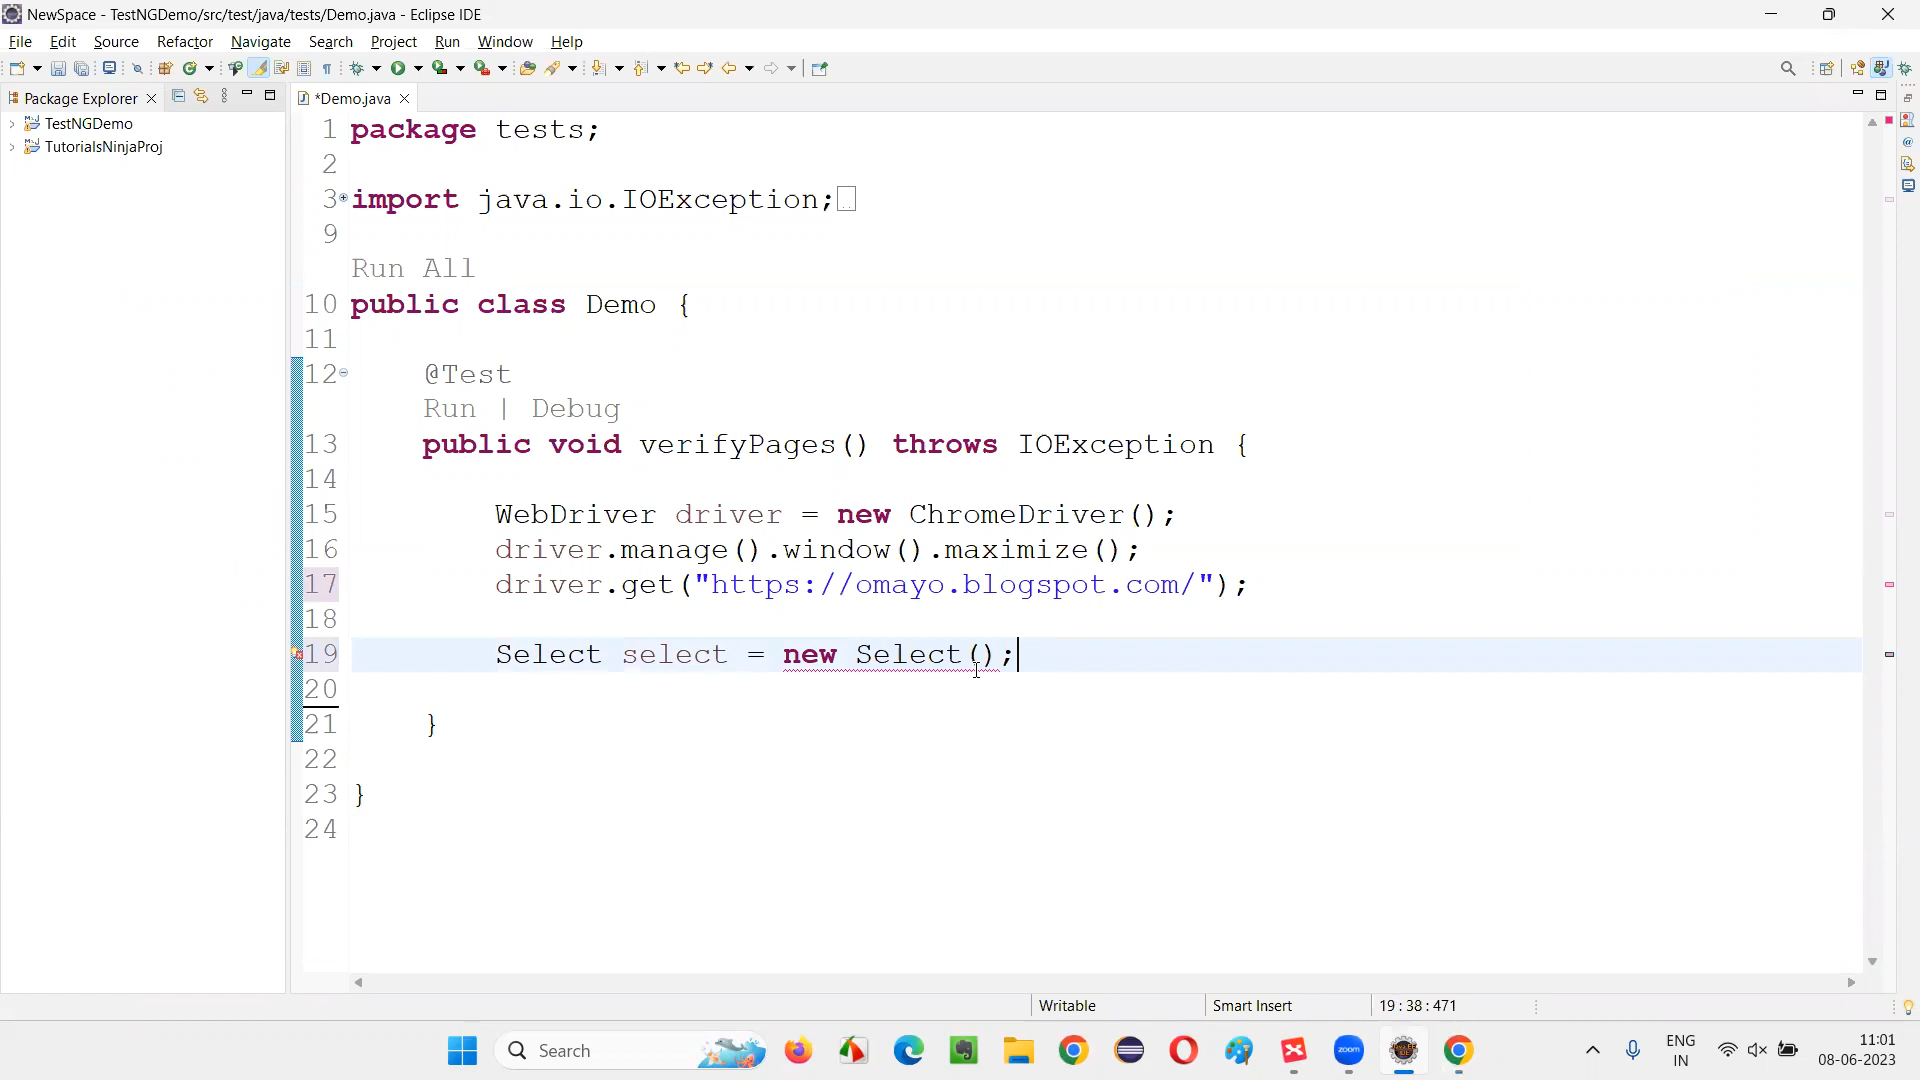 NewSpace - TestNGDemo/src/test/java/tests/Demo.java - Eclipse IDE
File Edit Source Refactor Navigate Search Project Run Window Help
Package Explorer
*Demo.java
TestNGDemo
TutorialsNinjaProj
1 package tests;
2
3 import java.io.IOException;
9
Run All
10 public class Demo {
11
12 @Test
Run | Debug
13 public void verifyPages() throws IOException {
14
15 WebDriver driver = new ChromeDriver();
16 driver.manage().window().maximize();
17 driver.get("https://omayo.blogspot.com/");
18
19 Select select = new Select();
20
21 }
22
23 }
24
Writable Smart Insert 19 : 38 : 471
Search
zoom
ENG
IN
11:01
08-06-2023